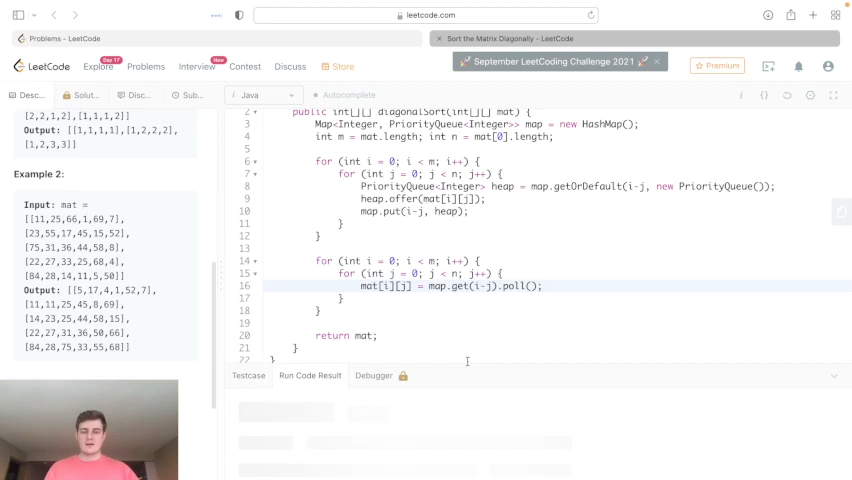 leetcode.com
Problems - LeetCode
Sort the Matrix Diagonally - LeetCode
LeetCode
Explore
Day 17
Problems
Interview
New
Contest
Discuss
Store
🚀 September LeetCoding Challenge 2021 🚀
Premium
Desc...
Solut...
Disc...
Sub...
i Java
Autocomplete
[2,2,1,2],[1,1,1,2]]
Output: [[1,1,1,1],[1,2,2,2],
[1,2,3,3]]
Example 2:
Input: mat =
[[11,25,66,1,69,7],
[23,55,17,45,15,52],
[75,31,36,44,58,8],
[22,27,33,25,68,4],
[84,28,14,11,5,50]]
Output: [[5,17,4,1,52,7],
[11,11,25,45,8,69],
[14,23,25,44,58,15],
[22,27,31,36,50,66],
[84,28,75,33,55,68]]
2 public int[][] diagonalSort(int[][] mat) {
3 Map<Integer, PriorityQueue<Integer>> map = new HashMap();
4 int m = mat.length; int n = mat[0].length;
5
6 for (int i = 0; i < m; i++) {
7 for (int j = 0; j < n; j++) {
8 PriorityQueue<Integer> heap = map.getOrDefault(i-j, new PriorityQueue());
9 heap.offer(mat[i][j]);
10 map.put(i-j, heap);
11 }
12 }
13
14 for (int i = 0; i < m; i++) {
15 for (int j = 0; j < n; j++) {
16 mat[i][j] = map.get(i-j).poll();
17 }
18 }
19
20 return mat;
21 }
22 }
Testcase
Run Code Result
Debugger